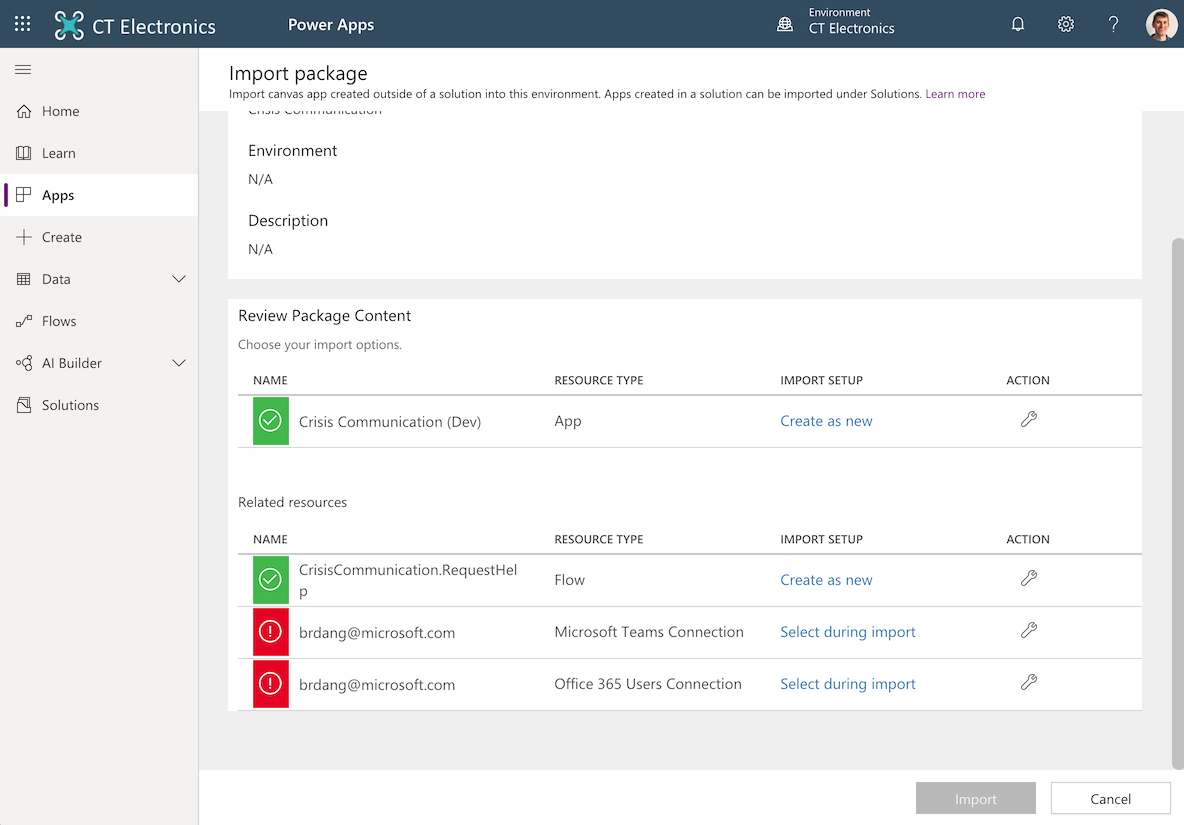 CT Electronics
Power Apps
Environment
CT Electronics
?
Home
Learn
Apps
Create
Data
Flows
AI Builder
Solutions
Import package
Import canvas app created outside of a solution into this environment. Apps created in a solution can be imported under Solutions. Learn more
Crisis Communication
Environment
N/A
Description
N/A
Review Package Content
Choose your import options.
NAME RESOURCE TYPE IMPORT SETUP ACTION
Crisis Communication (Dev) App Create as new
Related resources
NAME RESOURCE TYPE IMPORT SETUP ACTION
CrisisCommunication.RequestHel
p
Flow Create as new
brdang@microsoft.com Microsoft Teams Connection Select during import
brdang@microsoft.com Office 365 Users Connection Select during import
Import Cancel